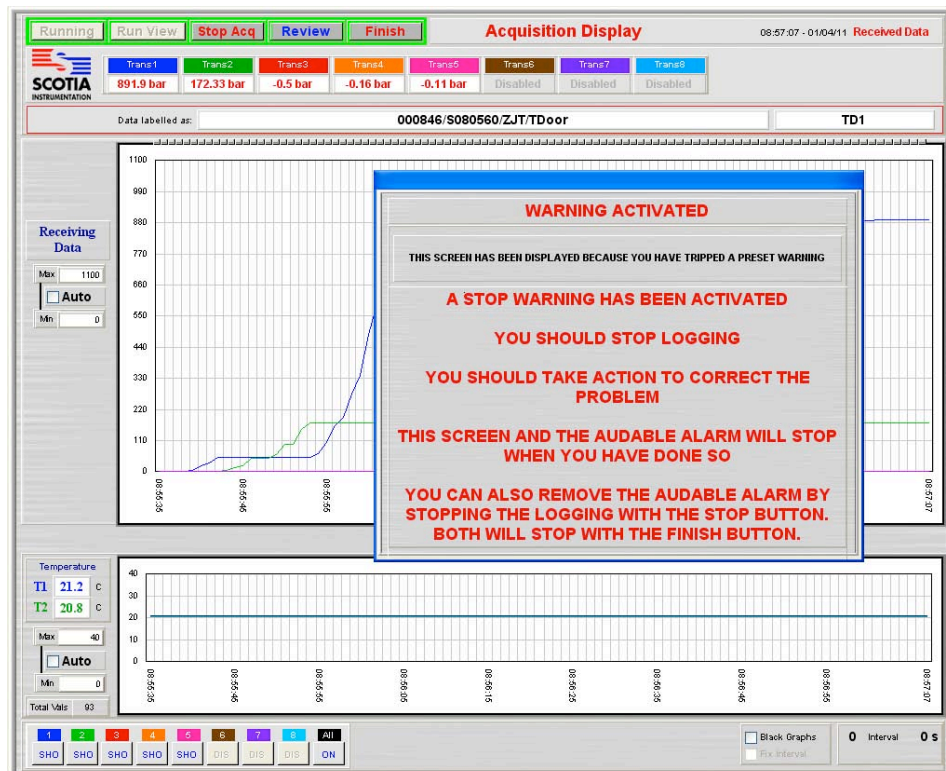 Running Run View Stop Acq Review Finish Acquisition Display 08:57:07 - 01/04/11 Received Data
SCOTIA
INSTRUMENTATION
Trans1 Trans2 Trans3 Trans4 Trans5 Trans6 Trans7 Trans8
891.9 bar 172.33 bar -0.5 bar -0.16 bar -0.11 bar Disabled Disabled Disabled
Data labelled as: 000846/S080560/ZJT/TDoor TD1
Receiving
Data
Max 1100
Auto
Min 0
1100
990
880
770
660
550
440
330
220
110
0
08:55:35 08:55:45 08:55:55 08:57:07
WARNING ACTIVATED
THIS SCREEN HAS BEEN DISPLAYED BECAUSE YOU HAVE TRIPPED A PRESET WARNING
A STOP WARNING HAS BEEN ACTIVATED
YOU SHOULD STOP LOGGING
YOU SHOULD TAKE ACTION TO CORRECT THE
PROBLEM
THIS SCREEN AND THE AUDABLE ALARM WILL STOP
WHEN YOU HAVE DONE SO
YOU CAN ALSO REMOVE THE AUDABLE ALARM BY
STOPPING THE LOGGING WITH THE STOP BUTTON.
BOTH WILL STOP WITH THE FINISH BUTTON.
Temperature
T1 21.2 C
T2 20.8 C
Max 40
Auto
Min 0
Total Vals 93
40
30
20
10
0
08:55:35 08:55:45 08:55:55 08:56:05 08:56:15 08:56:25 08:56:35 08:56:45 08:56:55 08:57:07
1 2 3 4 5 6 7 8 All
SHO SHO SHO SHO SHO DIS DIS DIS ON
Black Graphs
Fix Interval
0 Interval 0 s